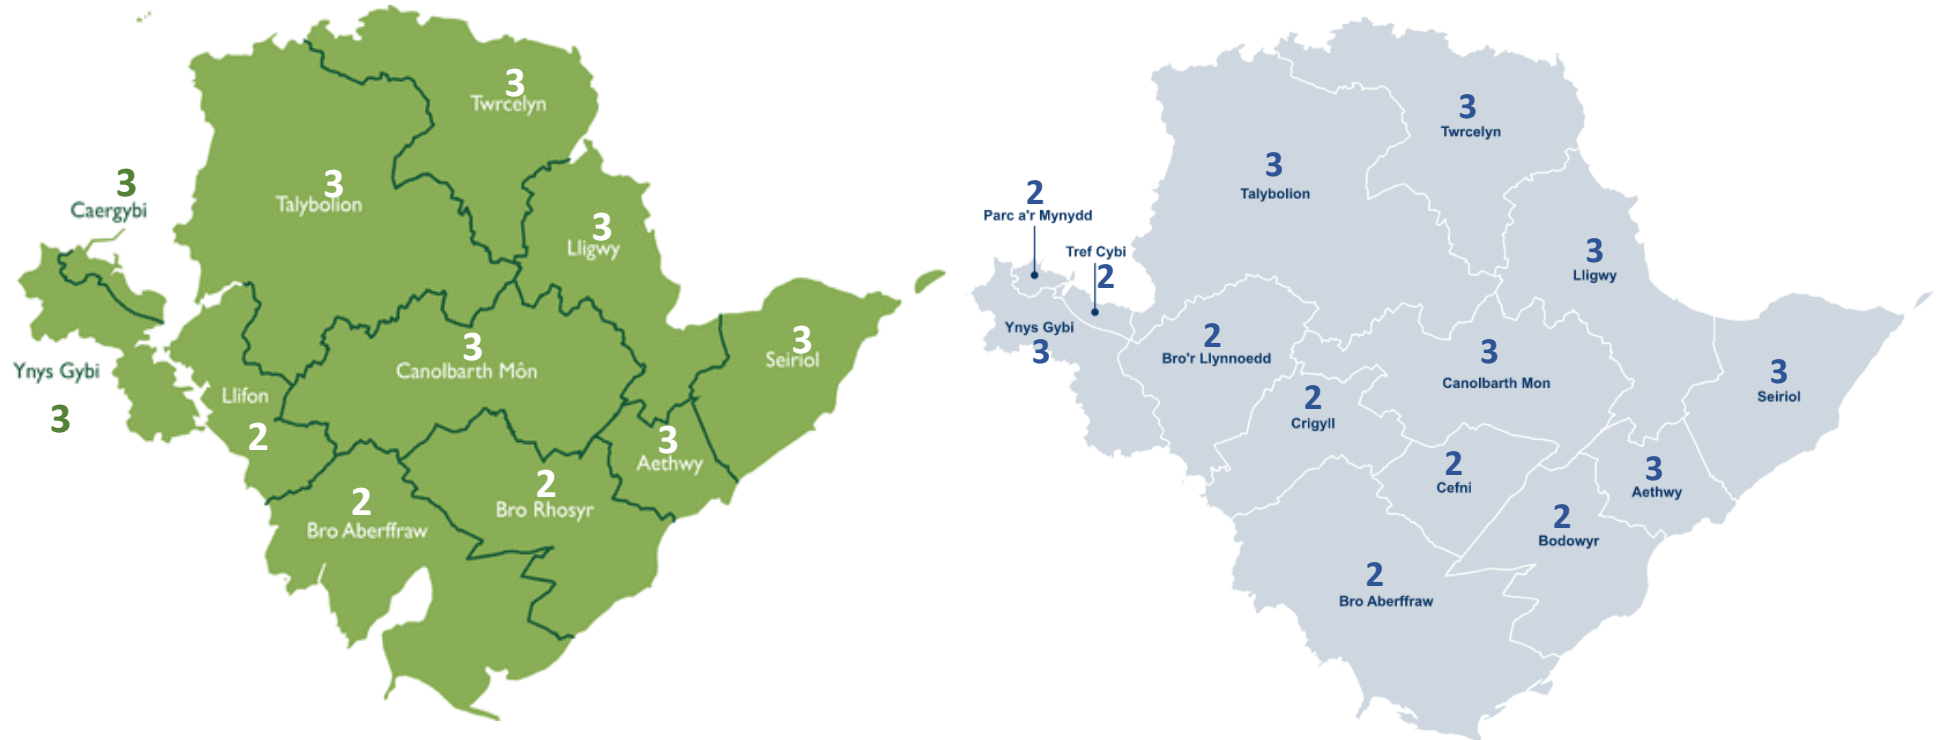 3
Twrcelyn
3
Talybolion
3
Caergybi
3
Lligwy
3
Seiriol
3
Canolbarth Môn
Ynys Gybi
3
Llifon
2
3
Aethwy
2
Bro Rhosyr
2
Bro Aberffraw
3
Twrcelyn
3
Talybolion
2
Parc a'r Mynydd
Tref Cybi
2
3
Lligwy
Ynys Gybi
3
2
Bro'r Llynnoedd
3
Canolbarth Mon
3
Seiriol
2
Crigyll
2
Cefni
3
Aethwy
2
Bodowyr
2
Bro Aberffraw